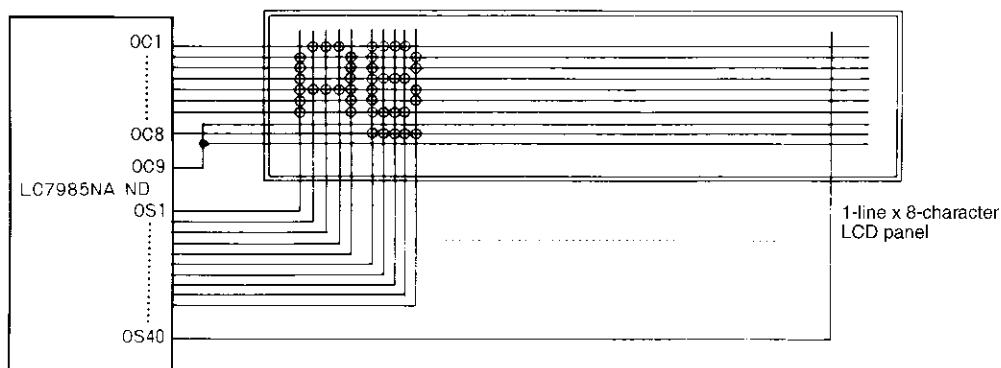 OC1
OC8
OC9
LC7985NA ND
OS1
OS40
1-line x 8-character
LCD panel